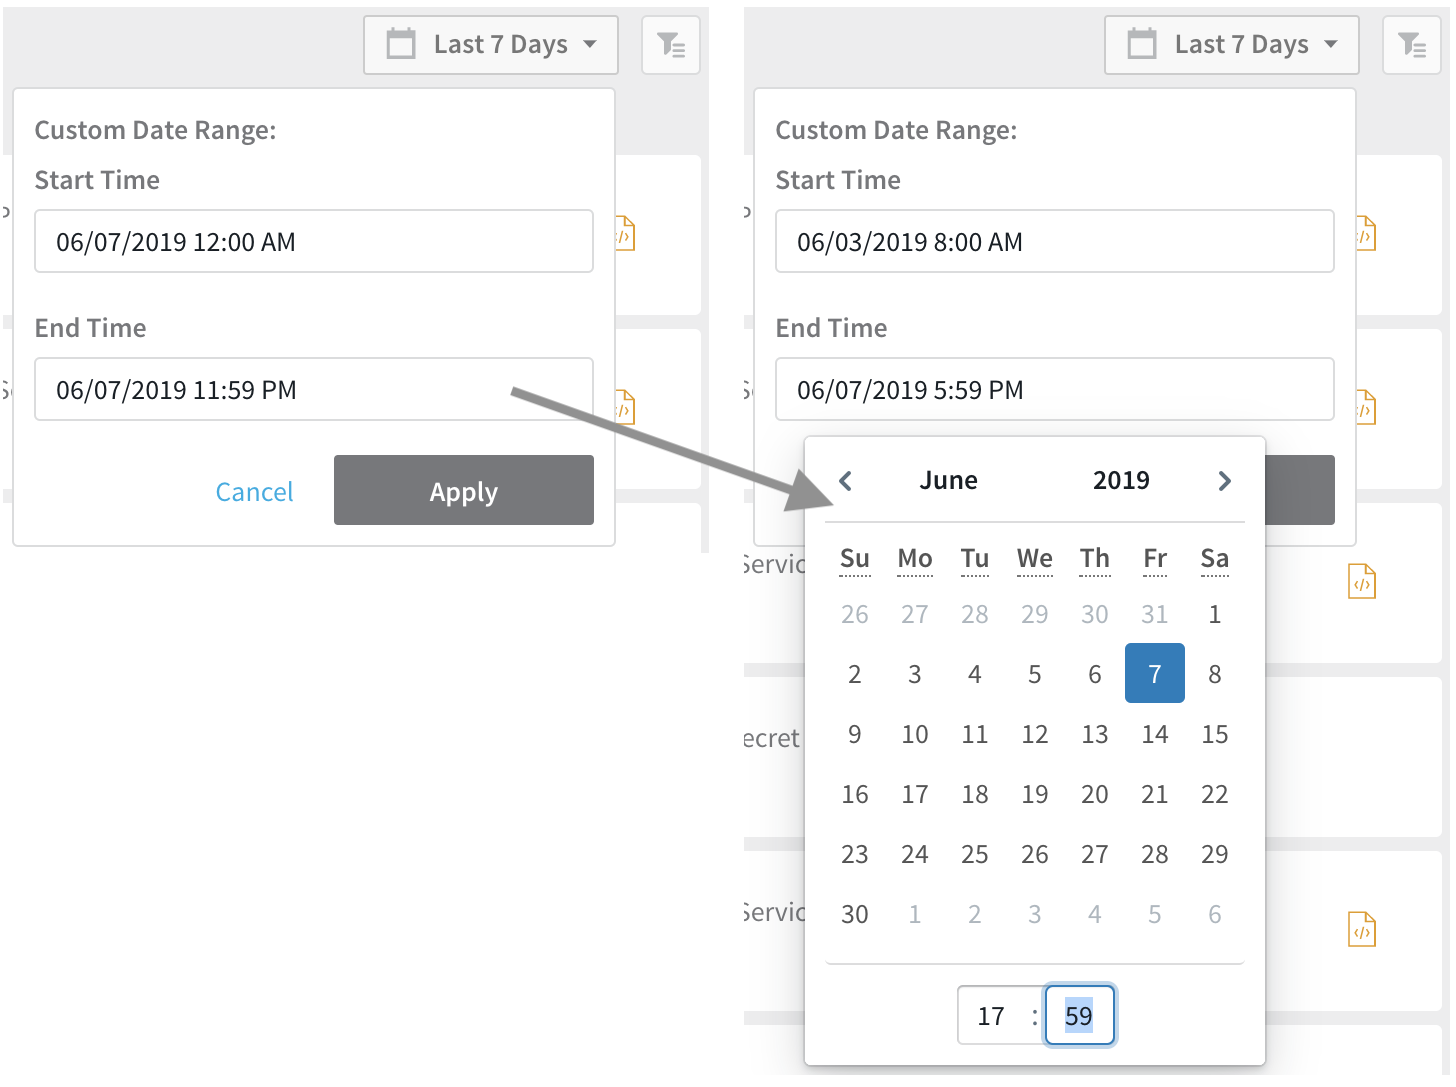 Last 7 Days
Custom Date Range:
Start Time
06/07/2019 12:00 AM
End Time
06/07/2019 11:59 PM
Cancel
Apply
Last 7 Days
Custom Date Range:
Start Time
06/03/2019 8:00 AM
End Time
06/07/2019 5:59 PM
June 2019
Su Mo Tu We Th Fr Sa
26 27 28 29 30 31 1
2 3 4 5 6 7 8
9 10 11 12 13 14 15
16 17 18 19 20 21 22
23 24 25 26 27 28 29
30 1 2 3 4 5 6
17 : 59